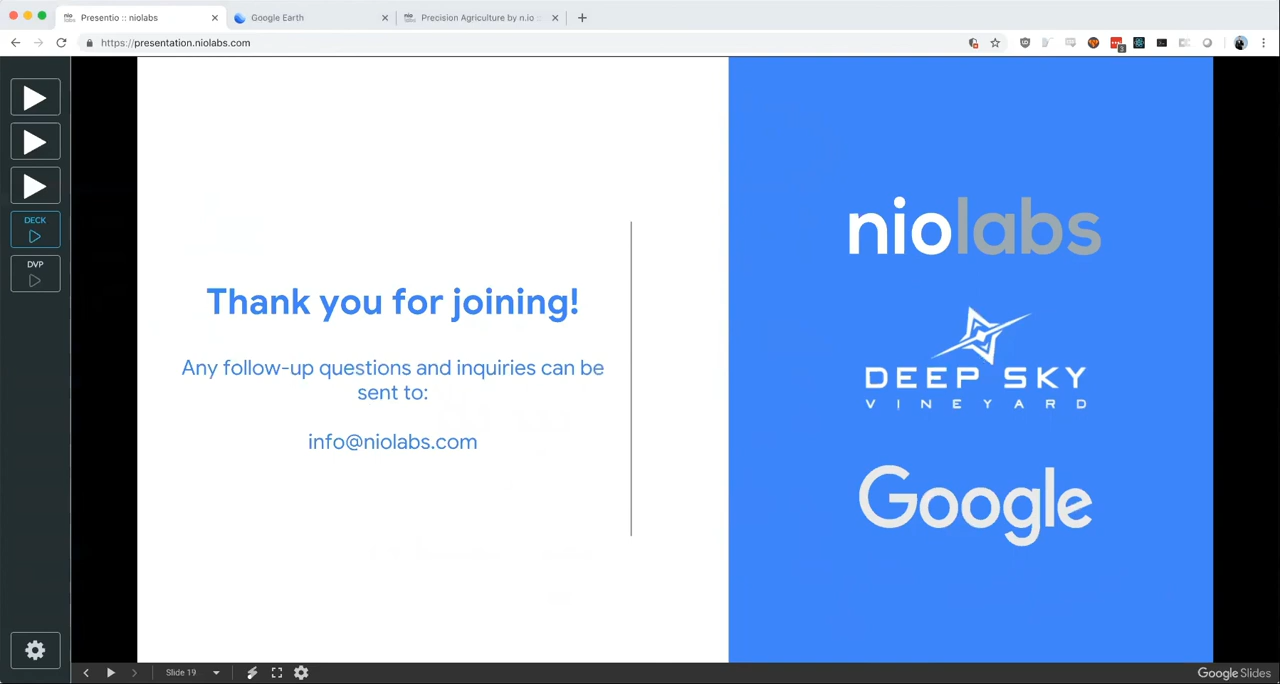 Presentio :: niolabs
Google Earth
Precision Agriculture by n.io
https://presentation.niolabs.com
3
DECK
DVP
Thank you for joining!
Any follow-up questions and inquiries can be
sent to:
info@niolabs.com
niolabs
DEEP SKY
VINEYARD
Google
Slide 19
Google Slides